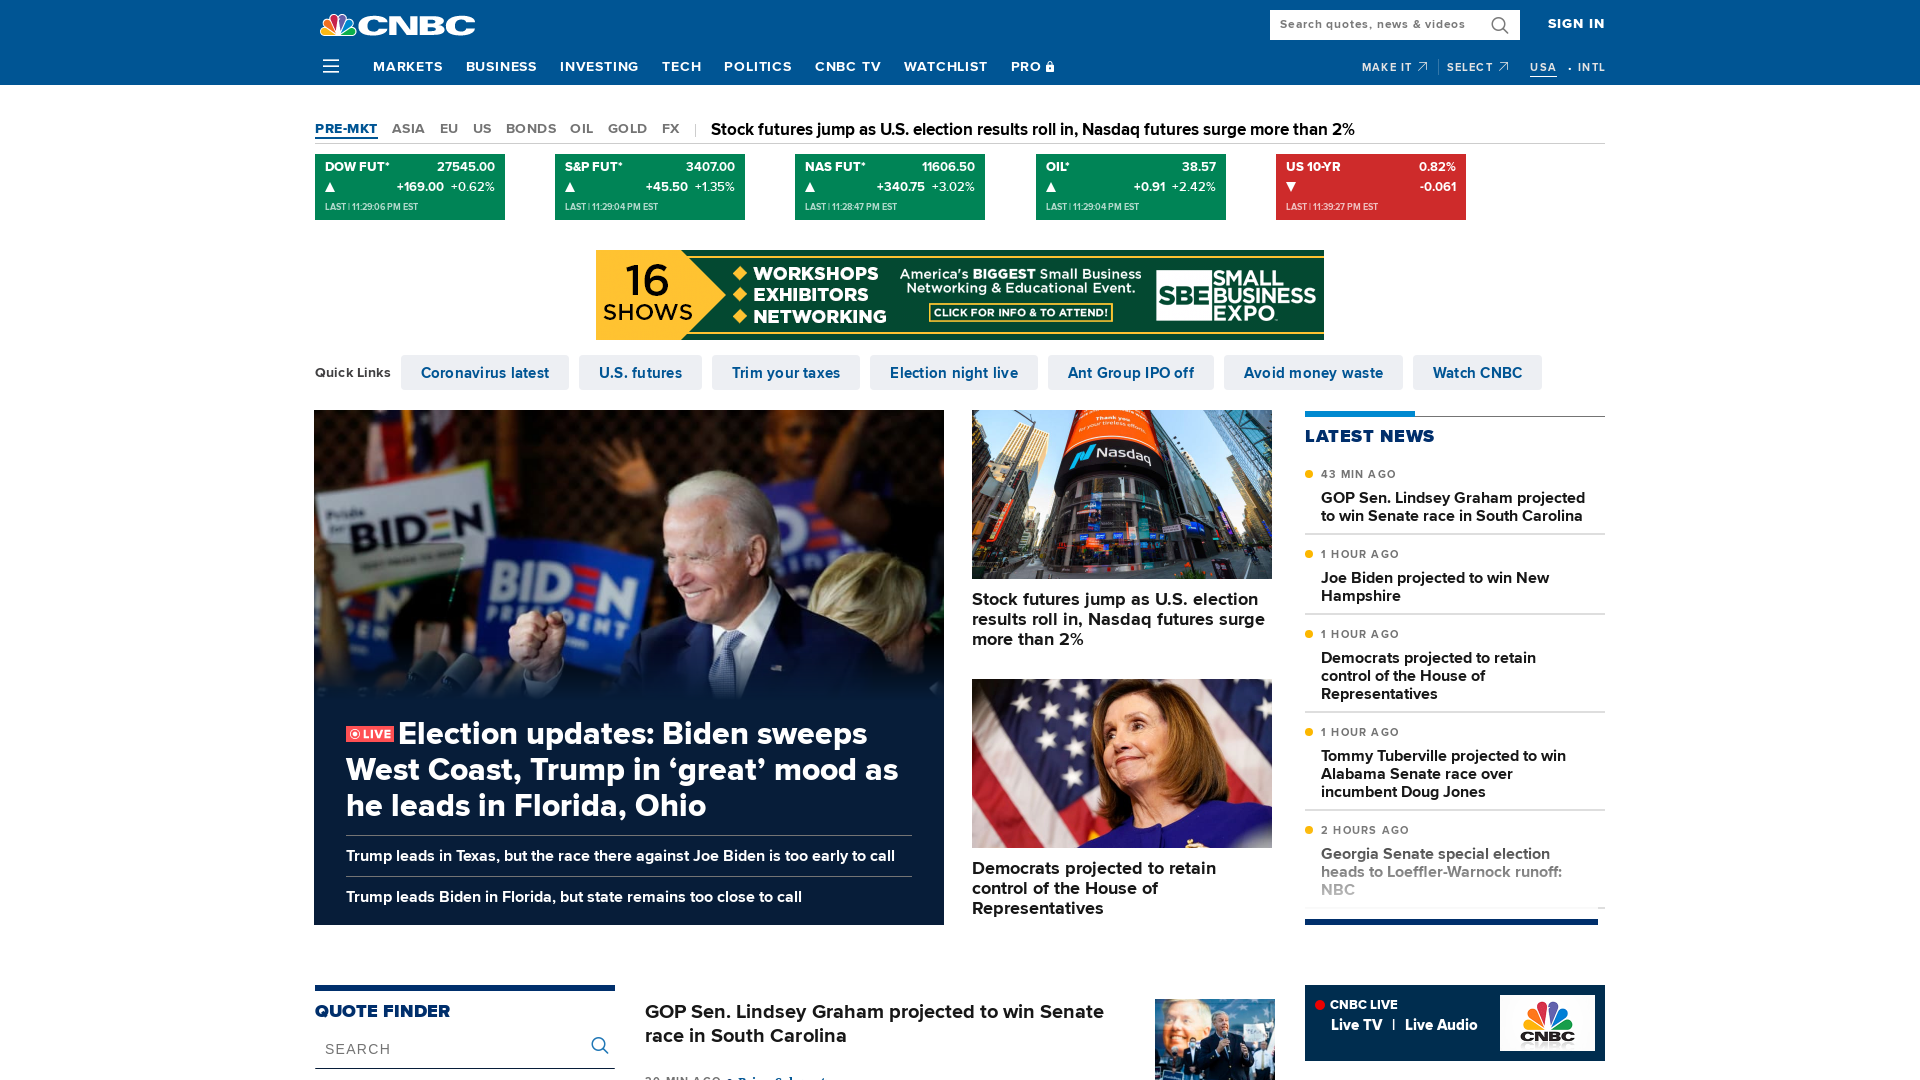 CNBC
Search quotes, news & videos
SIGN IN
MARKETS BUSINESS INVESTING TECH POLITICS CNBC TV WATCHLIST PRO
MAKE IT SELECT USA • INTL
PRE-MKT ASIA EU US BONDS OIL GOLD FX
Stock futures jump as U.S. election results roll in, Nasdaq futures surge more than 2%
DOW FUT* 27545.00
+169.00 +0.62%
LAST | 11:29:06 PM EST
S&P FUT* 3407.00
+45.50 +1.35%
LAST | 11:29:04 PM EST
NAS FUT* 11606.50
+340.75 +3.02%
LAST | 11:28:47 PM EST
OIL* 38.57
+0.91 +2.42%
LAST | 11:29:04 PM EST
US 10-YR 0.82%
-0.061
LAST | 11:39:27 PM EST
16
SHOWS
WORKSHOPS
EXHIBITORS
NETWORKING
America's BIGGEST Small Business
Networking & Educational Event.
CLICK FOR INFO & TO ATTEND!
SBE
SMALL
BUSINESS
EXPO
Quick Links
Coronavirus latest
U.S. futures
Trim your taxes
Election night live
Ant Group IPO off
Avoid money waste
Watch CNBC
Pride
BIDEN
BIDEN
PRESIDENT
LIVE Election updates: Biden sweeps
West Coast, Trump in ‘great’ mood as
he leads in Florida, Ohio
Trump leads in Texas, but the race there against Joe Biden is too early to call
Trump leads Biden in Florida, but state remains too close to call
Nasdaq
Stock futures jump as U.S. election
results roll in, Nasdaq futures surge
more than 2%
Democrats projected to retain
control of the House of
Representatives
LATEST NEWS
43 MIN AGO
GOP Sen. Lindsey Graham projected
to win Senate race in South Carolina
1 HOUR AGO
Joe Biden projected to win New
Hampshire
1 HOUR AGO
Democrats projected to retain
control of the House of
Representatives
1 HOUR AGO
Tommy Tuberville projected to win
Alabama Senate race over
incumbent Doug Jones
2 HOURS AGO
Georgia Senate special election
heads to Loeffler-Warnock runoff:
NBC
QUOTE FINDER
SEARCH
GOP Sen. Lindsey Graham projected to win Senate
race in South Carolina
CNBC LIVE
Live TV | Live Audio
CNBC